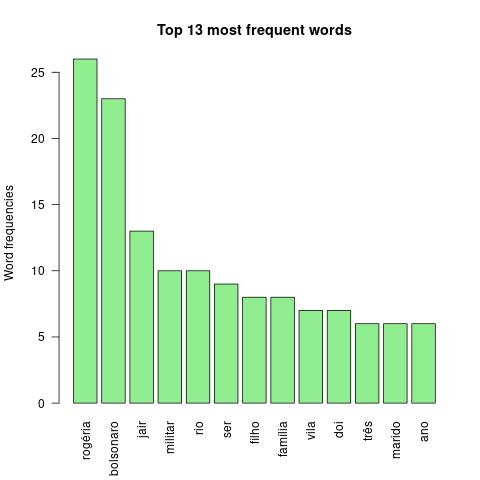 Top 13 most frequent words
Word frequencies
25
20
15
10
5
0
rogéria
bolsonaro
jair
militar
rio
ser
filho
família
vila
doi
três
marido
ano